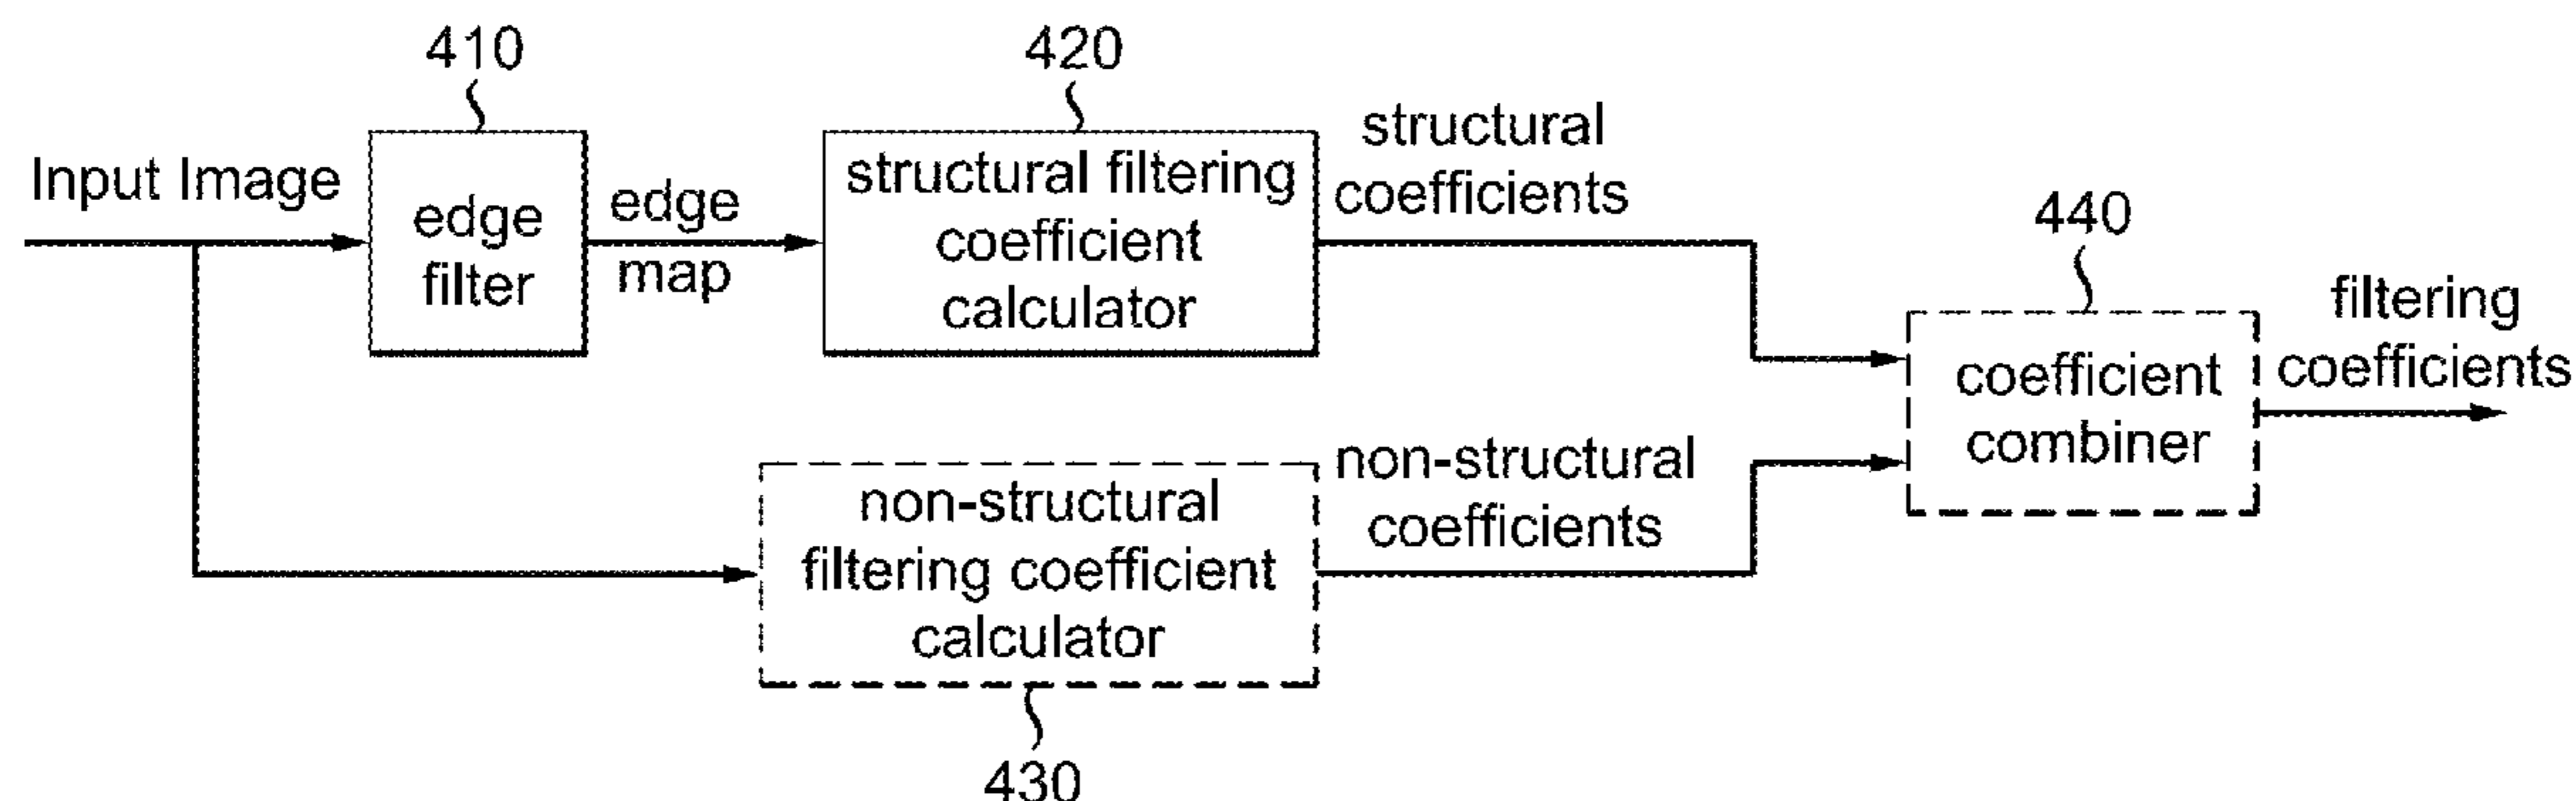 410
420
Input Image
edge
filter
edge
map
structural filtering
coefficient
calculator
structural
coefficients
440
filtering
coefficients
coefficient
combiner
non-structural
filtering coefficient
calculator
non-structural
coefficients
430